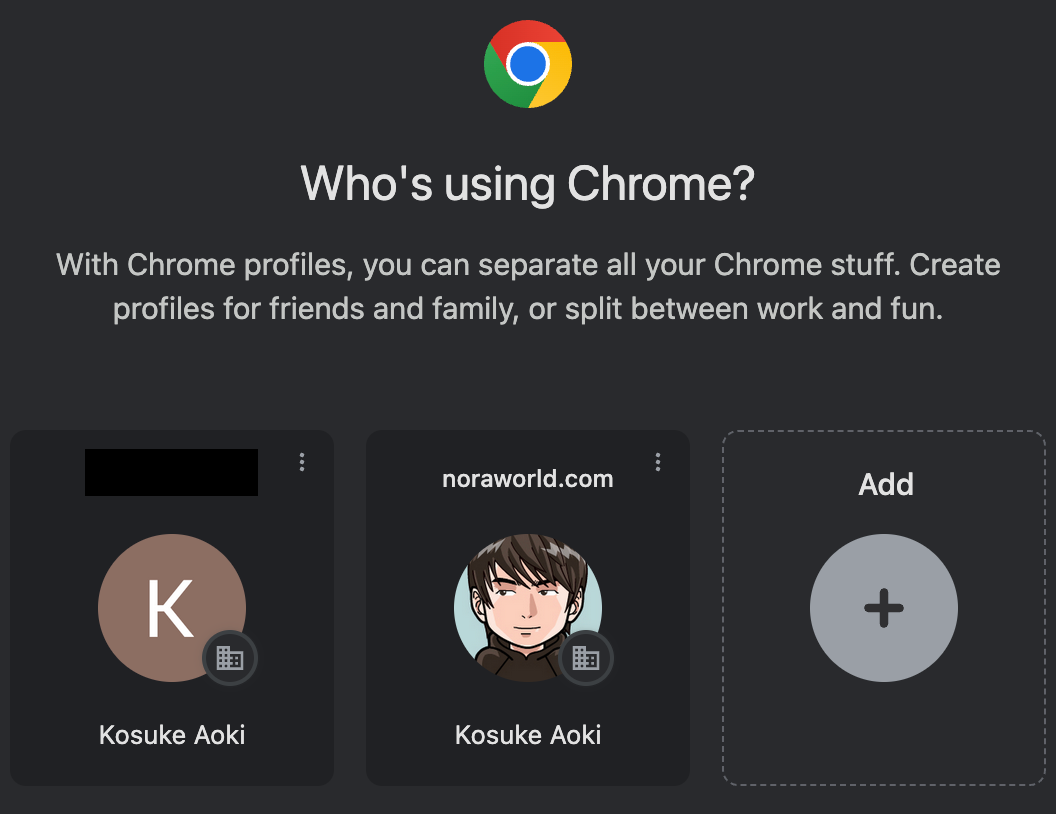 Who's using Chrome?
With Chrome profiles, you can separate all your Chrome stuff. Create
profiles for friends and family, or split between work and fun.
noraworld.com
Add
K
Kosuke Aoki
Kosuke Aoki